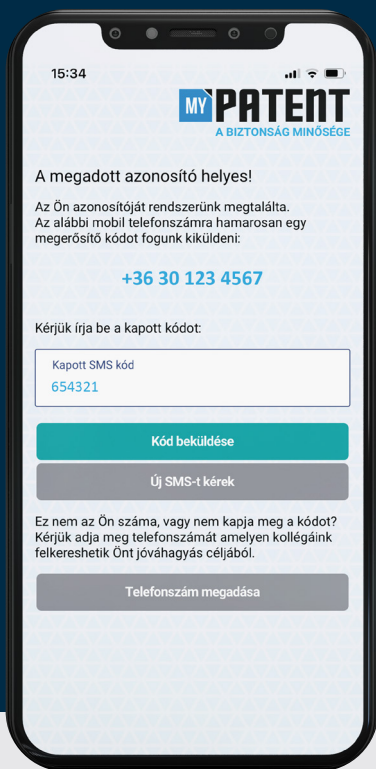 15:34
MY PATENT
A BIZTONSÁG MINŐSÉGE
A megadott azonosító helyes!
Az Ön azonosítóját rendszerünk megtalálta.
Az alábbi mobil telefonszámra hamarosan egy
megerősítő kódot fogunk kiküldeni:
+36 30 123 4567
Kérjük írja be a kapott kódot:
Kapott SMS kód
654321
Kód beküldése
Új SMS-t kérek
Ez nem az Ön száma, vagy nem kapja meg a kódot?
Kérjük adja meg telefonszámát amelyen kollégáink
felkereshetik Önt jóváhagyás céljából.
Telefonszám megadása